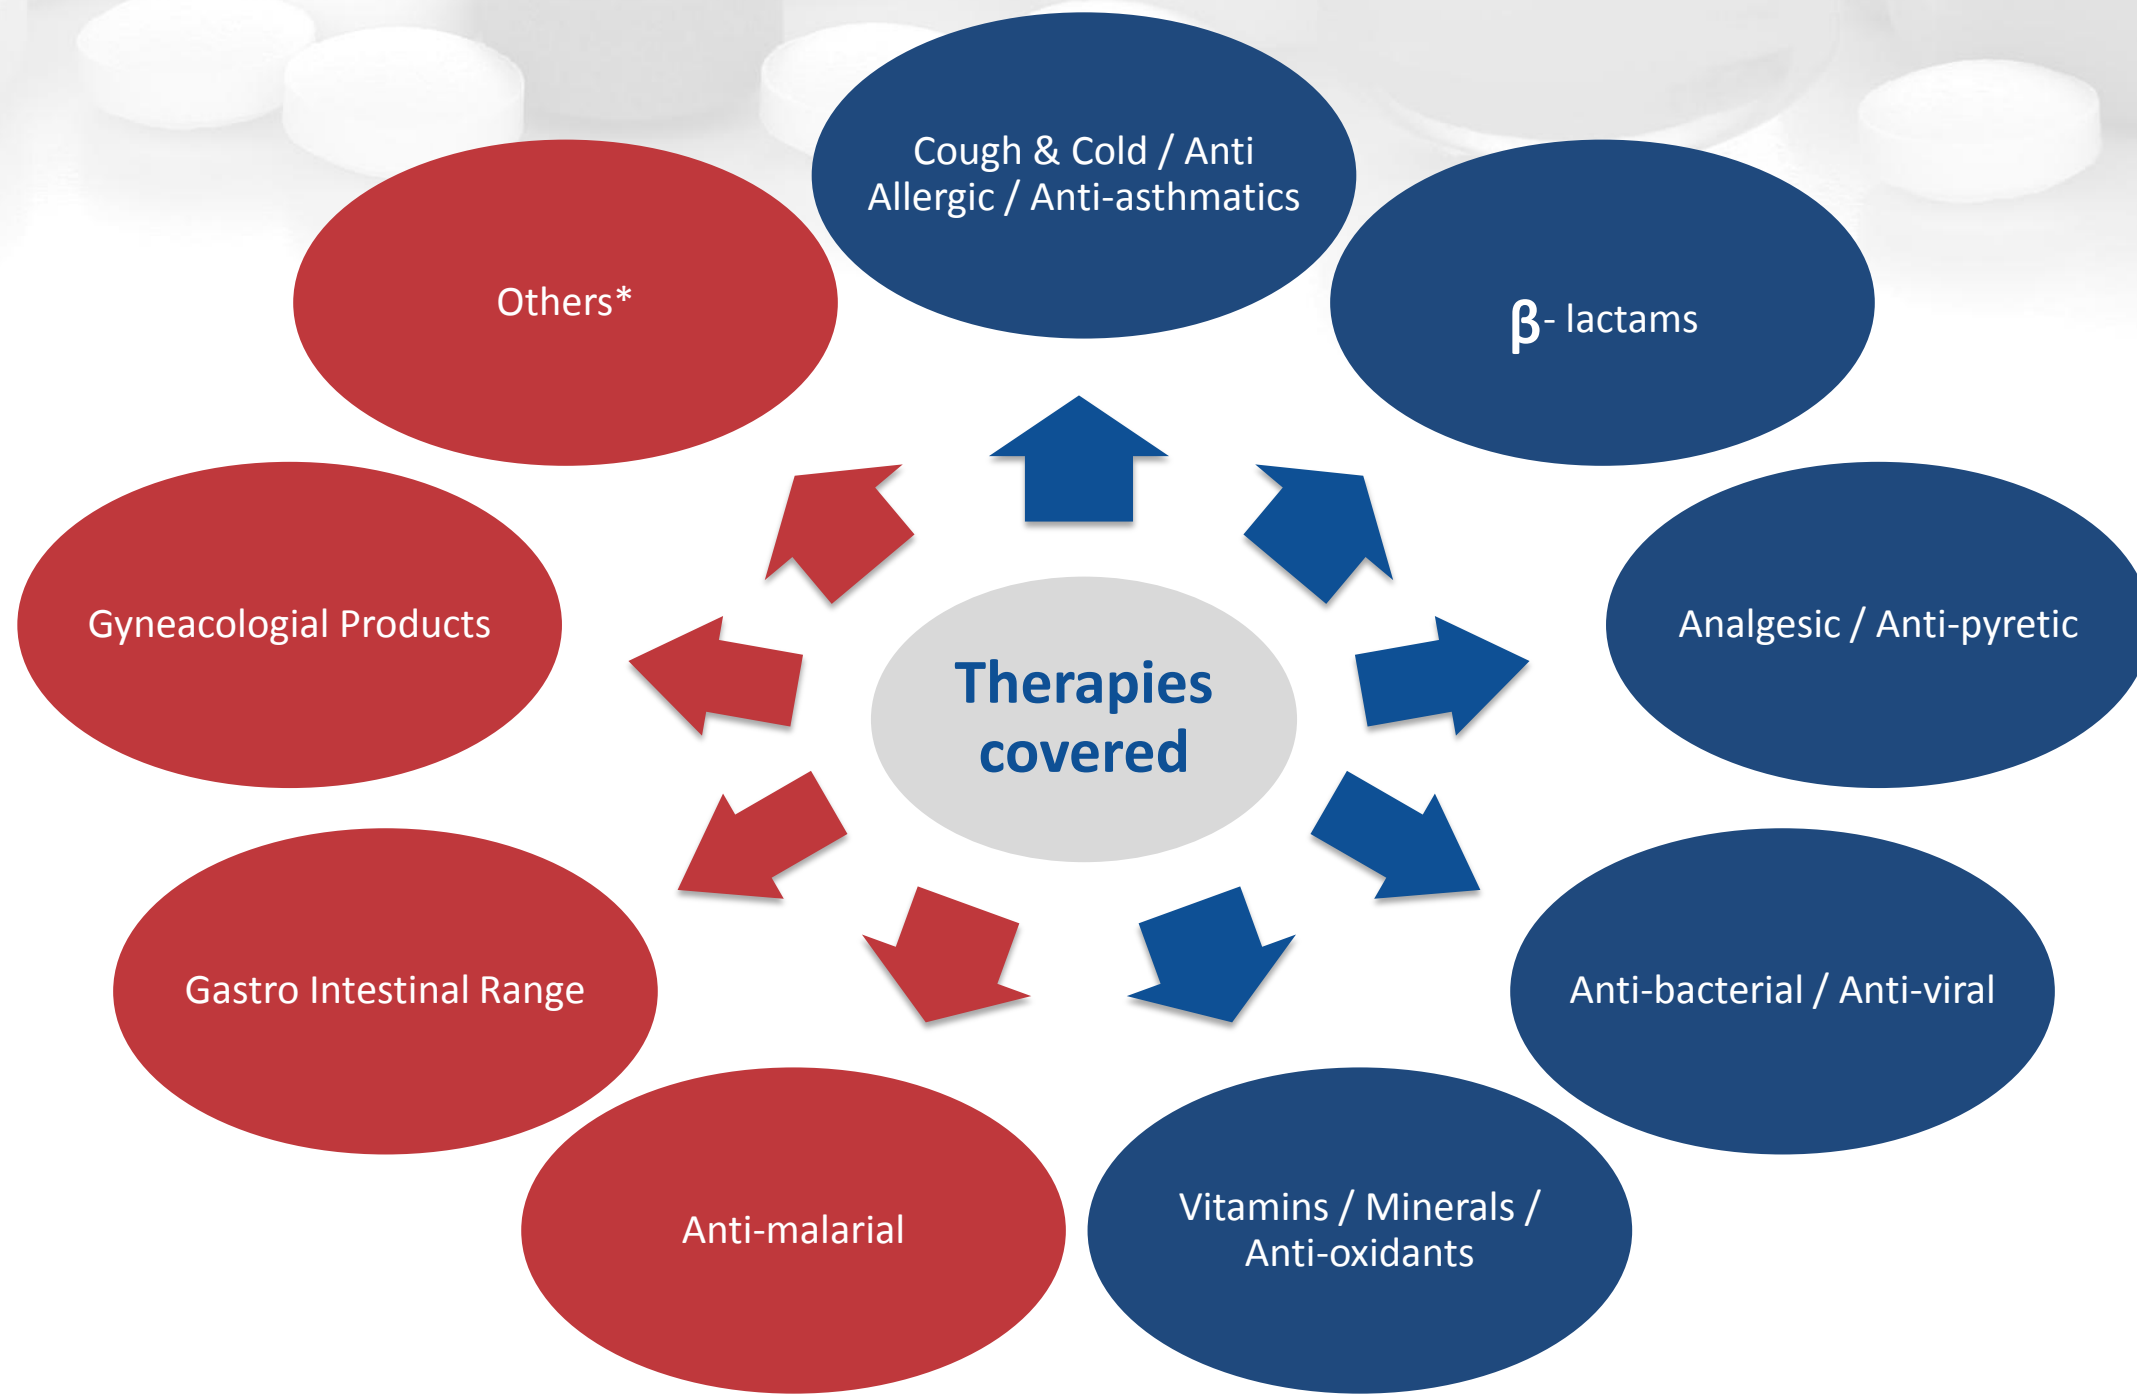 Cough & Cold / Anti
Allergic / Anti-asthmatics
β- lactams
Analgesic / Anti-pyretic
Anti-bacterial / Anti-viral
Vitamins / Minerals /
Anti-oxidants
Anti-malarial
Gastro Intestinal Range
Gyneacologial Products
Others*
Therapies
covered